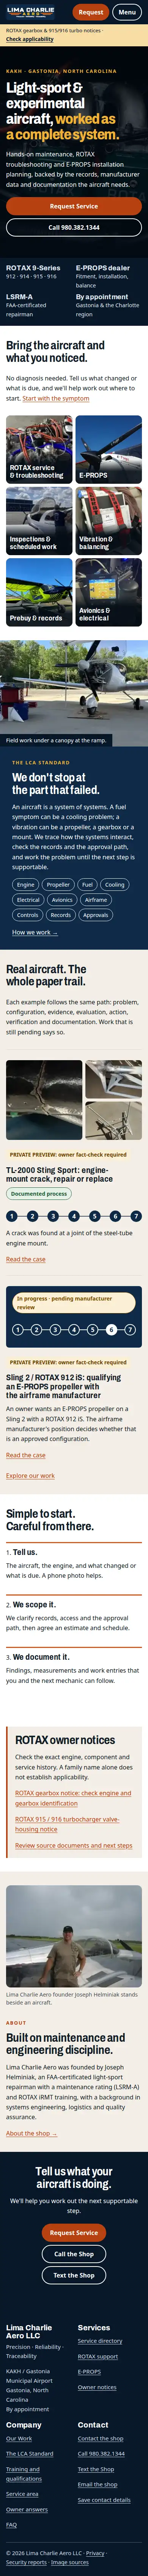 LIMA CHARLIE
AERO LLC
Request
Menu
ROTAX gearbox & 915/916 turbo notices ·
Check applicability
KAKH · GASTONIA, NORTH CAROLINA
Light-sport &
experimental
aircraft, worked as
a complete system.
Hands-on maintenance, ROTAX
troubleshooting and E-PROPS installation
planning, backed by the records, manufacturer
data and documentation the aircraft needs.
Request Service
Call 980.382.1344
ROTAX 9-Series
912 · 914 · 915 · 916
E-PROPS dealer
Fitment, installation,
balance
LSRM-A
FAA-certificated
repairman
By appointment
Gastonia & the Charlotte
region
Bring the aircraft and
what you noticed.
No diagnosis needed. Tell us what changed or
what is due, and we'll help work out where to
start. Start with the symptom
ROTAX service
& troubleshooting
E-PROPS
Inspections &
scheduled work
Vibration &
balancing
Prebuy & records
Avionics &
electrical
Field work under a canopy at the ramp.
THE LCA STANDARD
We don't stop at
the part that failed.
An aircraft is a system of systems. A fuel
symptom can be a cooling problem; a
vibration can be a propeller, a gearbox or a
mount. We trace how the systems interact,
check the records and the approval path,
and work the problem until the next step is
supportable.
Engine
Propeller
Fuel
Cooling
Electrical
Avionics
Airframe
Controls
Records
Approvals
How we work →
Real aircraft. The
whole paper trail.
Each example follows the same path: problem,
configuration, evidence, evaluation, action,
verification and documentation. Work that is
still pending says so.
PRIVATE PREVIEW: owner fact-check required
TL-2000 Sting Sport: engine-
mount crack, repair or replace
Documented process
1 2 3 4 5 6 7
A crack was found at a joint of the steel-tube
engine mount.
Read the case
In progress · pending manufacturer
review
1 2 3 4 5 6 7
PRIVATE PREVIEW: owner fact-check required
Sling 2 / ROTAX 912 iS: qualifying
an E-PROPS propeller with
the airframe manufacturer
An owner wants an E-PROPS propeller on a
Sling 2 with a ROTAX 912 iS. The airframe
manufacturer's position decides whether that
is an approved configuration.
Read the case
Explore our work
Simple to start.
Careful from there.
1. Tell us.
The aircraft, the engine, and what changed or
what is due. A phone photo helps.
2. We scope it.
We clarify records, access and the approval
path, then agree an estimate and schedule.
3. We document it.
Findings, measurements and work entries that
you and the next mechanic can follow.
ROTAX owner notices
Check the exact engine, component and
service history. A family name alone does
not establish applicability.
ROTAX gearbox notice: check engine and
gearbox identification
ROTAX 915 / 916 turbocharger valve-
housing notice
Review source documents and next steps
Lima Charlie Aero founder Joseph Helminiak stands
beside an aircraft.
ABOUT
Built on maintenance and
engineering discipline.
Lima Charlie Aero was founded by Joseph
Helminiak, an FAA-certificated light-sport
repairman with a maintenance rating (LSRM-A)
and ROTAX iRMT training, with a background in
systems engineering, logistics and quality
assurance.
About the shop →
Tell us what your
aircraft is doing.
We'll help you work out the next supportable
step.
Request Service
Call the Shop
Text the Shop
Lima Charlie
Aero LLC
Precision · Reliability ·
Traceability
KAKH / Gastonia
Municipal Airport
Gastonia, North
Carolina
By appointment
Services
Service directory
ROTAX support
E-PROPS
Owner notices
Company
Our Work
The LCA Standard
Training and
qualifications
Service area
Owner answers
FAQ
Contact
Contact the shop
Call 980.382.1344
Text the Shop
Email the shop
Save contact details
© 2026 Lima Charlie Aero LLC · Privacy ·
Security reports · Image sources